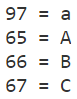 97 = a
65 = A
66 = B
67 = C